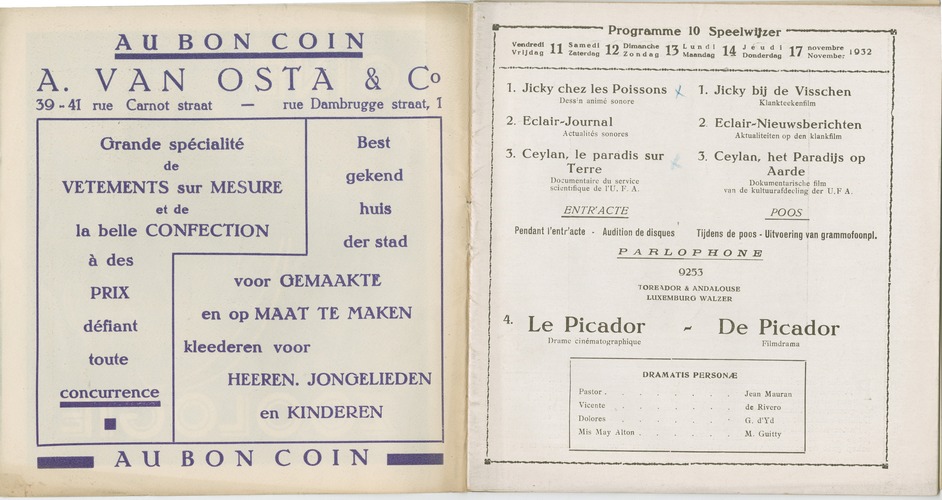 AU BON COIN
A. VAN OSTA & Co
39-41 rue Carnot straat — rue Dambrugge straat, 1
Grande spécialité
de
VETEMENTS sur MESURE
et de
la belle CONFECTION
à des
PRIX
défiant
toute
concurrence
Best
gekend
huis
der stad
voor GEMAAKTE
en op MAAT TE MAKEN
kleederen voor
HEEREN. JONGELIEDEN
en KINDEREN
AU BON COIN
Programme 10 Speelwijzer
Vendredi Vrijdag 11 Samedi Zaterdag 12 Dimanche Zondag 13 Lundi Maandag 14 Jeudi Donderdag 17 novembre November 1932
1. Jicky chez les Poissons
Dess'n animé sonore
2. Eclair-Journal
Actualités sonores
3. Ceylan, le paradis sur
Terre
Documentaire du service
scientifique de l'U. F. A.
ENTR'ACTE
Pendant l'entr'acte - Audition de disques
1. Jicky bij de Visschen
Klankteekenfilm
2. Eclair-Nieuwsberichten
Aktualiteiten op den klankfilm
3. Ceylan, het Paradijs op
Aarde
Dokumentarische film
van de kultuurafdeeling der U.F.A.
POOS
Tijdens de poos - Uitvoering van grammofoonpl.
PARLOPHONE
9253
TOREADOR & ANDALOUSE
LUXEMBURG WALZER
4. Le Picador - De Picador
Drame cinématographique Filmdrama
DRAMATIS PERSONÆ
Pastor . . . . . . Jean Mauran
Vicente . . . . . . de Rivero
Dolores . . . . . . G. d'Yd
Mis May Alton . . . . . M. Guitty